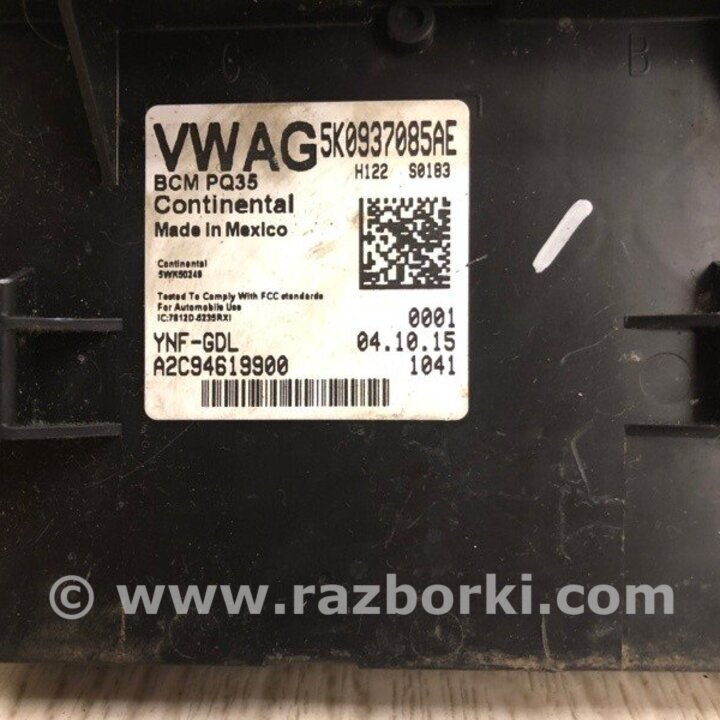 C
B
VWAG 5K0937085AE
BCM PQ35 H122 S0183
Continental
Made in Mexico
Continental
5WK50249
Tested To Comply With FCC standards
For Automobile Use
IC:7812D-5235RXI
0001
YNF-GDL 04.10.15
A2C94619900 1041
© www.razborki.com